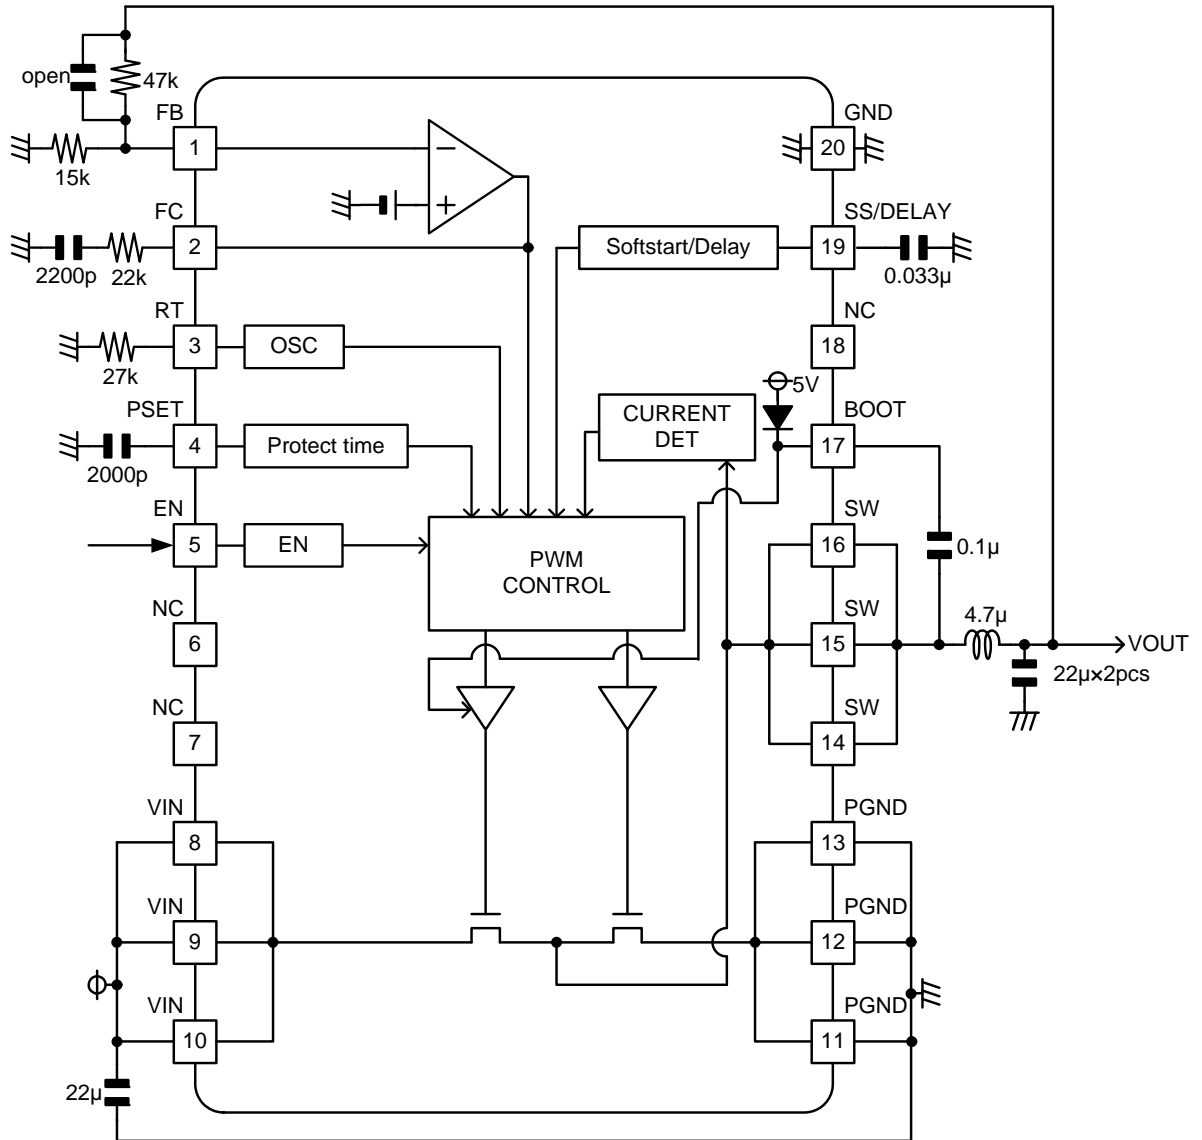 open
47k
FB
1
15k
GND
20
FC
2
2200p
22k
SS/DELAY
Softstart/Delay
19
0.033µ
RT
3
OSC
27k
NC
18
PSET
4
Protect time
2000p
CURRENT
DET
5V
BOOT
17
EN
5
EN
PWM
CONTROL
SW
16
0.1µ
NC
6
SW
15
4.7µ
VOUT
22µ×2pcs
NC
7
SW
14
VIN
8
PGND
13
VIN
9
PGND
12
VIN
10
PGND
11
22µ